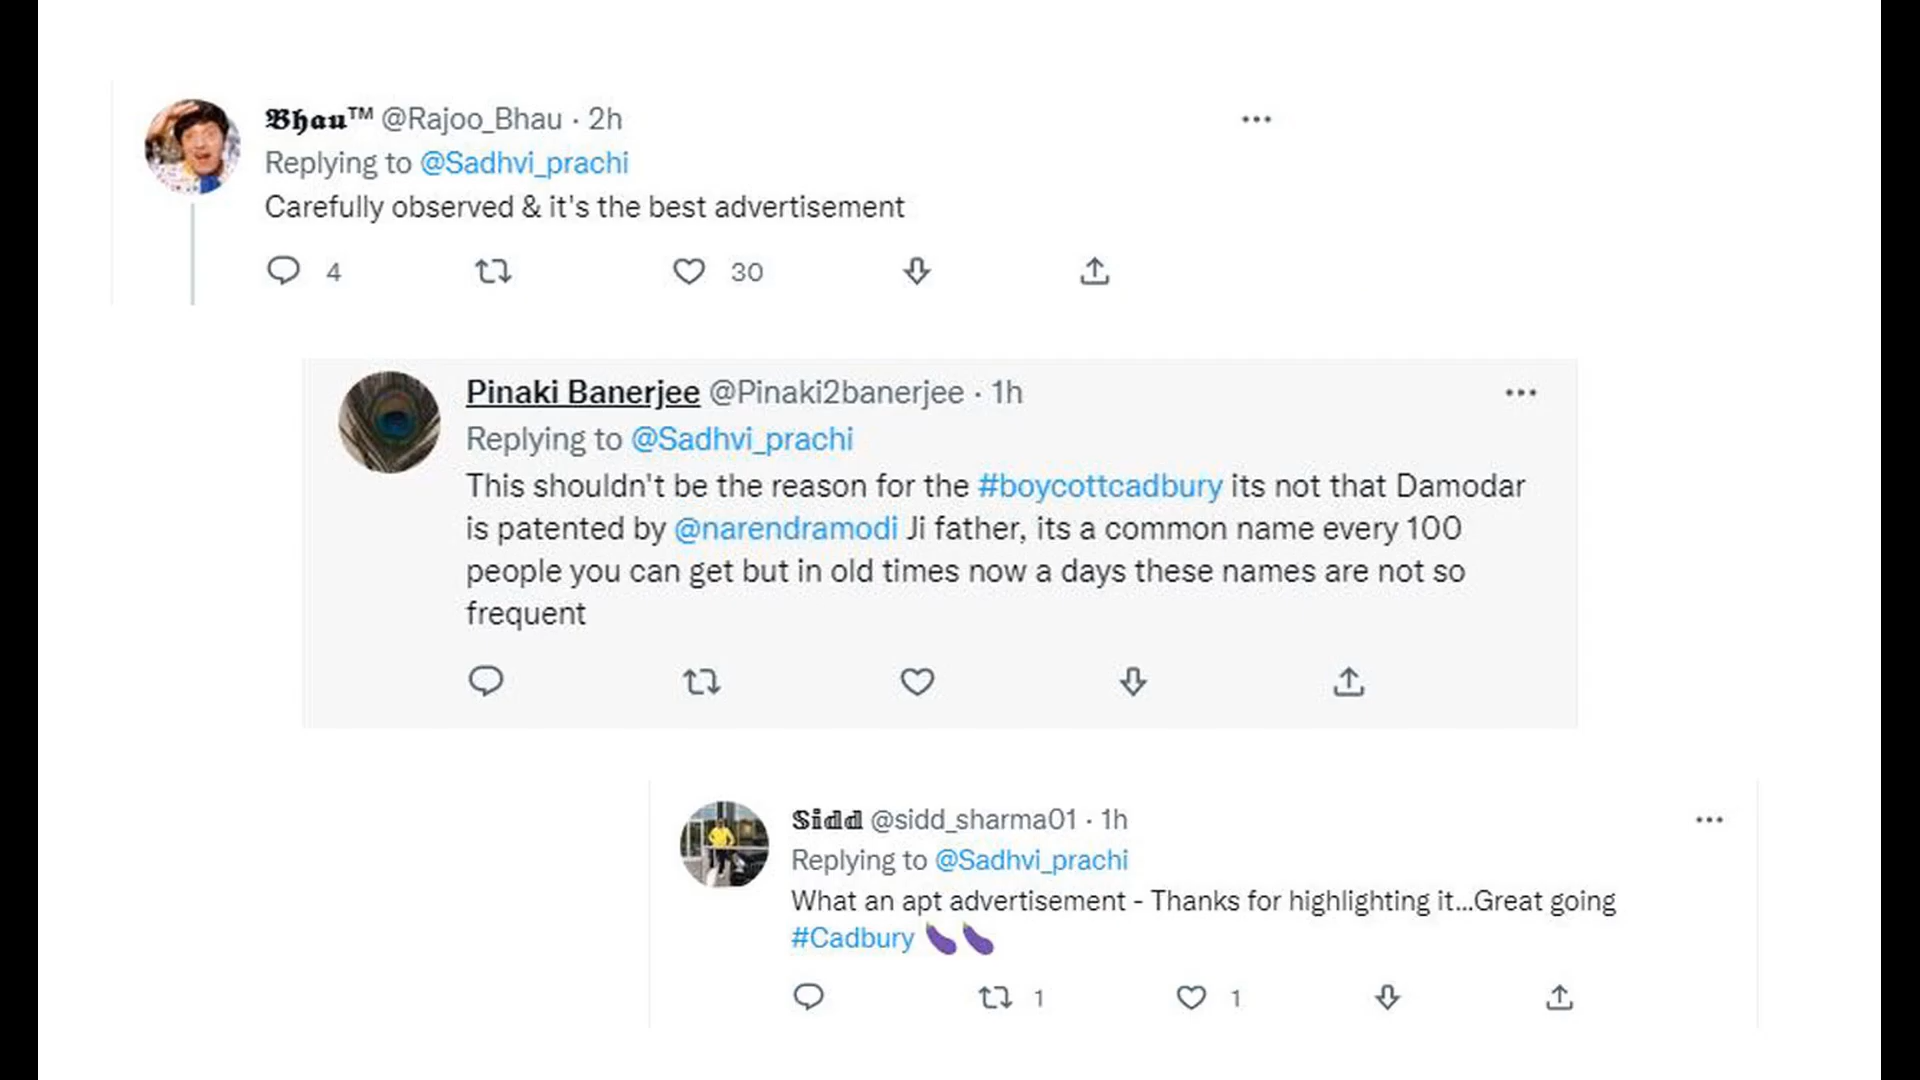 Bhau™ @Rajoo_Bhau · 2h
Replying to @Sadhvi_prachi
Carefully observed & it's the best advertisement
4 30
Pinaki Banerjee @Pinaki2banerjee · 1h
Replying to @Sadhvi_prachi
This shouldn't be the reason for the #boycottcadbury its not that Damodar
is patented by @narendramodi Ji father, its a common name every 100
people you can get but in old times now a days these names are not so
frequent
Sidd @sidd_sharma01 · 1h
Replying to @Sadhvi_prachi
What an apt advertisement - Thanks for highlighting it...Great going
#Cadbury 🍆🍆
1 1